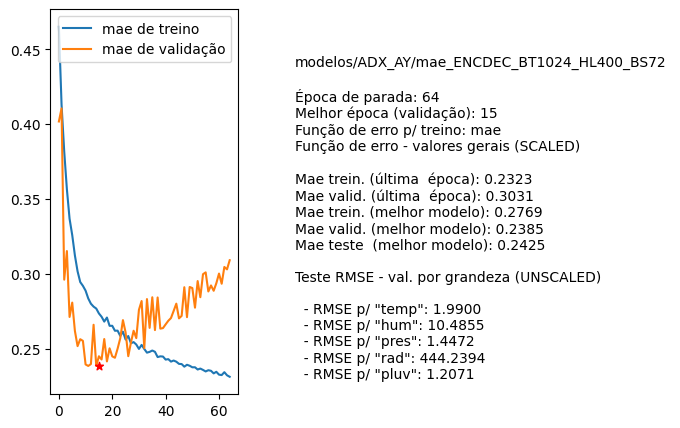 mae de treino
mae de validação
0.45
0.40
0.35
0.30
0.25
0
20
40
60
modelos/ADX_AY/mae_ENCDEC_BT1024_HL400_BS72
Época de parada: 64
Melhor época (validação): 15
Função de erro p/ treino: mae
Função de erro - valores gerais (SCALED)
Mae trein. (última  época): 0.2323
Mae valid. (última  época): 0.3031
Mae trein. (melhor modelo): 0.2769
Mae valid. (melhor modelo): 0.2385
Mae teste  (melhor modelo): 0.2425
Teste RMSE - val. por grandeza (UNSCALED)
- RMSE p/ "temp": 1.9900
- RMSE p/ "hum": 10.4855
- RMSE p/ "pres": 1.4472
- RMSE p/ "rad": 444.2394
- RMSE p/ "pluv": 1.2071